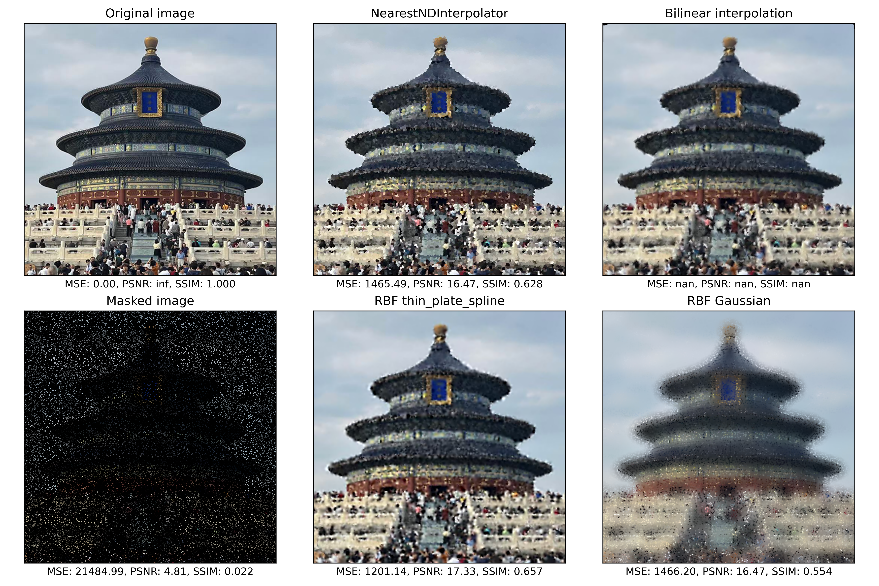 Original image
NearestNDInterpolator
Bilinear interpolation
MSE: 0.00, PSNR: inf, SSIM: 1.000
MSE: 1465.49, PSNR: 16.47, SSIM: 0.628
MSE: nan, PSNR: nan, SSIM: nan
Masked image
RBF thin_plate_spline
RBF Gaussian
MSE: 21484.99, PSNR: 4.81, SSIM: 0.022
MSE: 1201.14, PSNR: 17.33, SSIM: 0.657
MSE: 1466.20, PSNR: 16.47, SSIM: 0.554